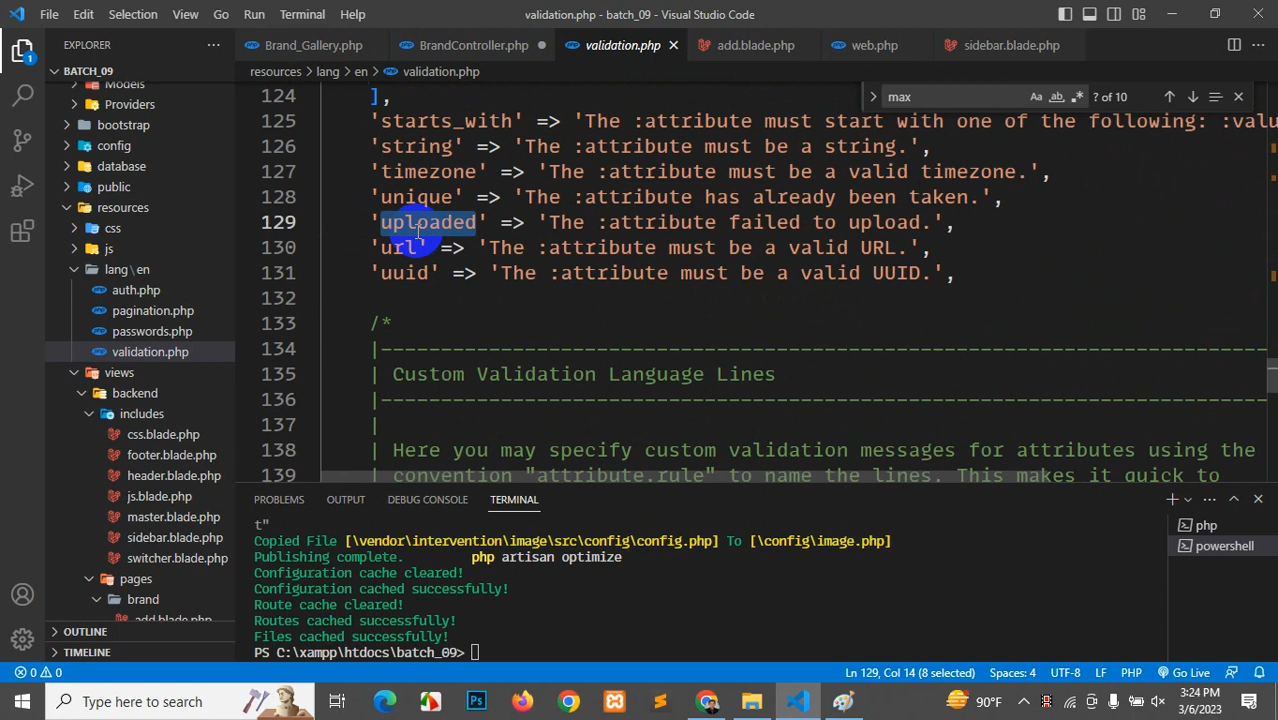 File Edit Selection View Go Run Terminal Help
validation.php - batch_09 - Visual Studio Code
EXPLORER
Brand_Gallery.php
BrandController.php
validation.php
add.blade.php
web.php
sidebar.blade.php
BATCH_09
Models
Providers
bootstrap
config
database
public
resources
css
js
lang\en
auth.php
pagination.php
passwords.php
validation.php
views
backend
includes
css.blade.php
footer.blade.php
header.blade.php
js.blade.php
master.blade.php
sidebar.blade.php
switcher.blade.php
pages
brand
add.blade.php
OUTLINE
TIMELINE
resources > lang > en > validation.php
max
Aa ab
? of 10
124 ],
125 'starts_with' => 'The :attribute must start with one of the following: :valu
126 'string' => 'The :attribute must be a string.',
127 'timezone' => 'The :attribute must be a valid timezone.',
128 'unique' => 'The :attribute has already been taken.',
129 'uploaded' => 'The :attribute failed to upload.',
130 'url' => 'The :attribute must be a valid URL.',
131 'uuid' => 'The :attribute must be a valid UUID.',
132
133 /*
134 |--------------------------------------------------------------------------
135 | Custom Validation Language Lines
136 |--------------------------------------------------------------------------
137 |
138 | Here you may specify custom validation messages for attributes using the
139 | convention "attribute.rule" to name the lines. This makes it quick to
PROBLEMS OUTPUT DEBUG CONSOLE TERMINAL
t"
Copied File [\vendor\intervention\image\src\config\config.php] To [\config\image.php]
Publishing complete. php artisan optimize
Configuration cache cleared!
Configuration cached successfully!
Route cache cleared!
Routes cached successfully!
Files cached successfully!
PS C:\xampp\htdocs\batch_09>
php
powershell
0 0
Ln 129, Col 14 (8 selected) Spaces: 4 UTF-8 LF PHP Go Live
Type here to search
90°F
3:24 PM
3/6/2023